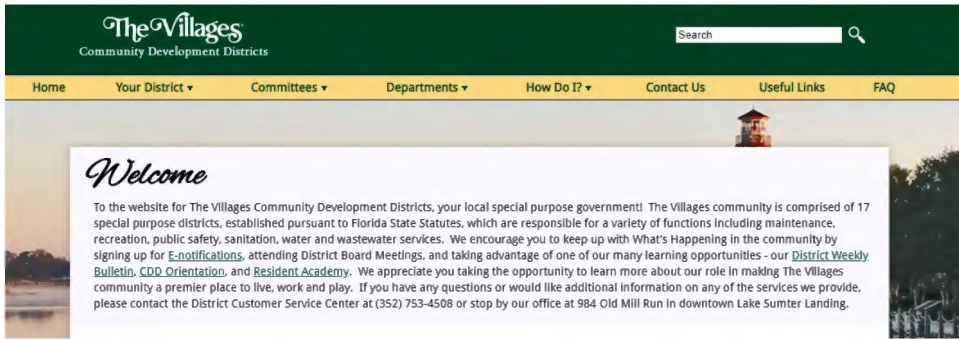 The Villages®
Community Development Districts
Search
Home Your District ▾ Committees ▾ Departments ▾ How Do I? ▾ Contact Us Useful Links FAQ
Welcome
To the website for The Villages Community Development Districts, your local special purpose government! The Villages community is comprised of 17
special purpose districts, established pursuant to Florida State Statutes, which are responsible for a variety of functions including maintenance,
recreation, public safety, sanitation, water and wastewater services. We encourage you to keep up with What's Happening in the community by
signing up for E-notifications, attending District Board Meetings, and taking advantage of one of our many learning opportunities - our District Weekly
Bulletin, CDD Orientation, and Resident Academy. We appreciate you taking the opportunity to learn more about our role in making The Villages
community a premier place to live, work and play. If you have any questions or would like additional information on any of the services we provide,
please contact the District Customer Service Center at (352) 753-4508 or stop by our office at 984 Old Mill Run in downtown Lake Sumter Landing.